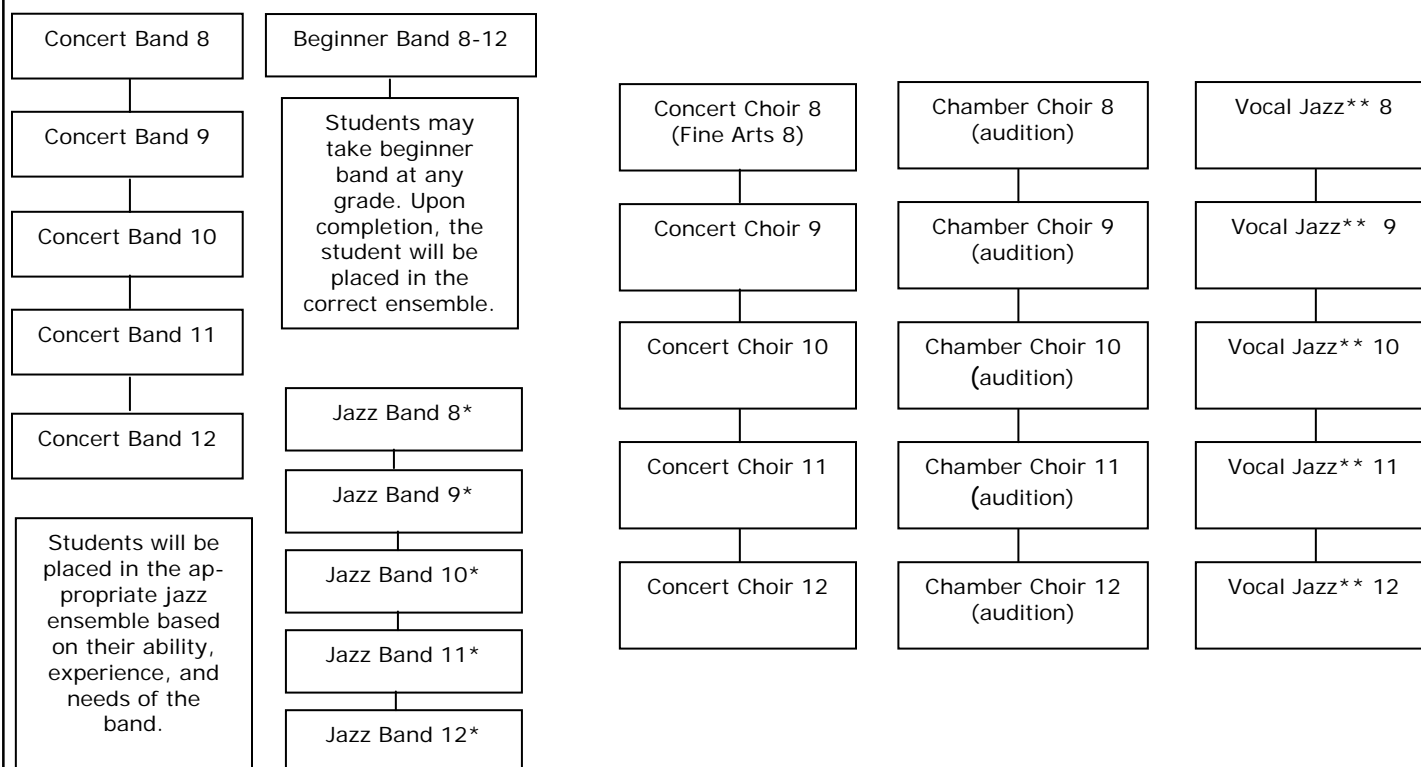 Concert Band 8
Concert Band 9
Concert Band 10
Concert Band 11
Concert Band 12
Students will be
placed in the ap-
propriate jazz
ensemble based
on their ability,
experience, and
needs of the
band.
Beginner Band 8-12
Students may
take beginner
band at any
grade. Upon
completion, the
student will be
placed in the
correct ensemble.
Jazz Band 8*
Jazz Band 9*
Jazz Band 10*
Jazz Band 11*
Jazz Band 12*
Concert Choir 8
(Fine Arts 8)
Concert Choir 9
Concert Choir 10
Concert Choir 11
Concert Choir 12
Chamber Choir 8
(audition)
Chamber Choir 9
(audition)
Chamber Choir 10
(audition)
Chamber Choir 11
(audition)
Chamber Choir 12
(audition)
Vocal Jazz** 8
Vocal Jazz** 9
Vocal Jazz** 10
Vocal Jazz** 11
Vocal Jazz** 12